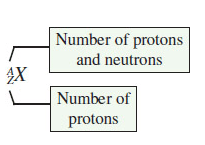 Number of protons
and neutrons
ᴬ
X
Z
Number of
protons